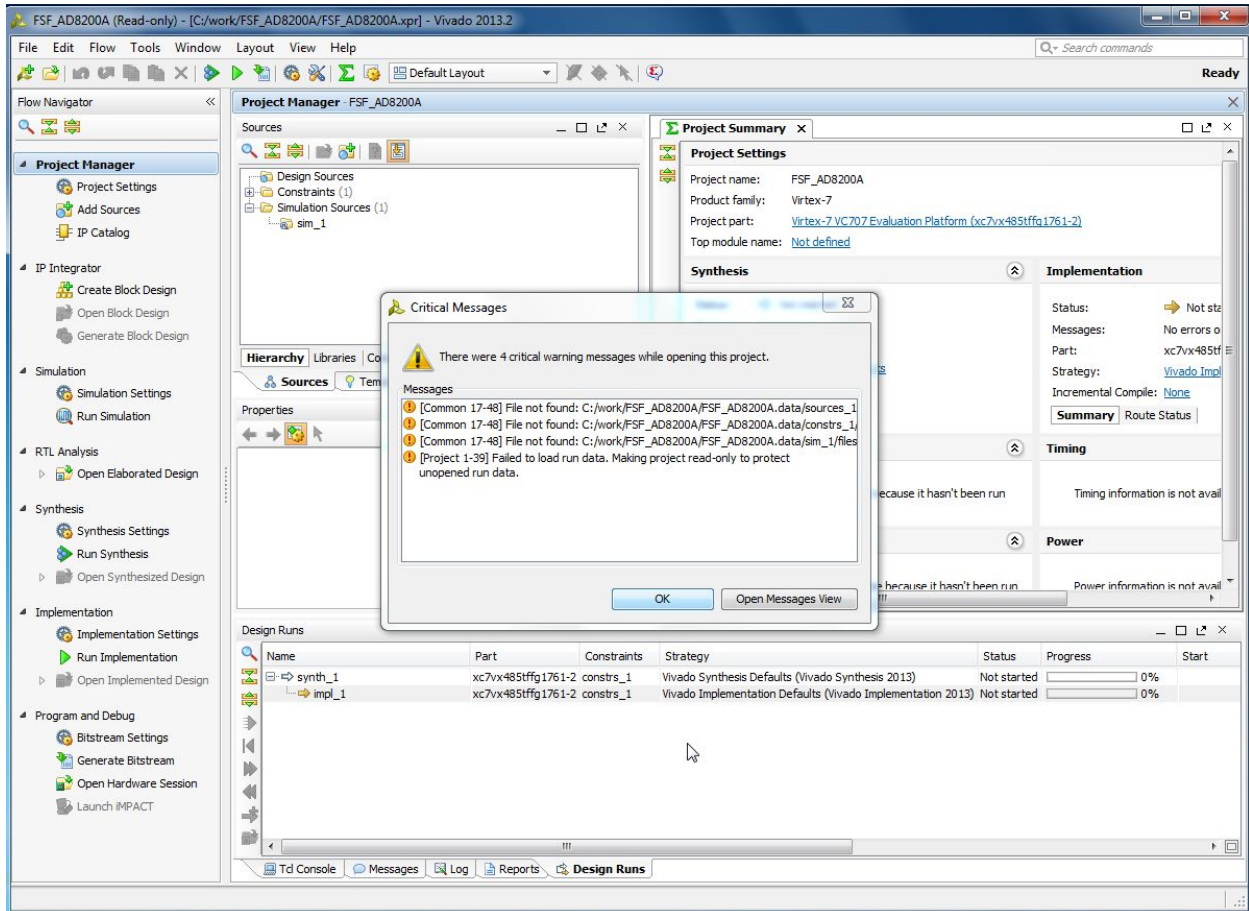 FSF_AD8200A (Read-only) - [C:/work/FSF_AD8200A/FSF_AD8200A.xpr] - Vivado 2013.2
File Edit Flow Tools Window Layout View Help
Search commands
Default Layout
Ready
Flow Navigator
Project Manager
Project Settings
Add Sources
IP Catalog
IP Integrator
Create Block Design
Open Block Design
Generate Block Design
Simulation
Simulation Settings
Run Simulation
RTL Analysis
Open Elaborated Design
Synthesis
Synthesis Settings
Run Synthesis
Open Synthesized Design
Implementation
Implementation Settings
Run Implementation
Open Implemented Design
Program and Debug
Bitstream Settings
Generate Bitstream
Open Hardware Session
Launch iMPACT
Project Manager - FSF_AD8200A
Sources
Design Sources
Constraints (1)
Simulation Sources (1)
sim_1
Hierarchy Libraries Co
Sources Tem
Properties
Project Summary
Project Settings
Project name: FSF_AD8200A
Product family: Virtex-7
Project part: Virtex-7 VC707 Evaluation Platform (xc7vx485tffg1761-2)
Top module name: Not defined
Synthesis
Implementation
Status: Not sta
Messages: No errors o
Part: xc7vx485tf
Strategy: Vivado Impl
Incremental Compile: None
Summary Route Status
Timing
ecause it hasn't been run
Timing information is not avail
Power
e because it hasn't been run
Power information is not avail
Critical Messages
There were 4 critical warning messages while opening this project.
Messages
[Common 17-48] File not found: C:/work/FSF_AD8200A/FSF_AD8200A.data/sources_1
[Common 17-48] File not found: C:/work/FSF_AD8200A/FSF_AD8200A.data/constrs_1/
[Common 17-48] File not found: C:/work/FSF_AD8200A/FSF_AD8200A.data/sim_1/files
[Project 1-39] Failed to load run data. Making project read-only to protect
unopened run data.
OK
Open Messages View
Design Runs
Name Part Constraints Strategy Status Progress Start
synth_1 xc7vx485tffg1761-2 constrs_1 Vivado Synthesis Defaults (Vivado Synthesis 2013) Not started 0%
impl_1 xc7vx485tffg1761-2 constrs_1 Vivado Implementation Defaults (Vivado Implementation 2013) Not started 0%
Tcl Console Messages Log Reports Design Runs